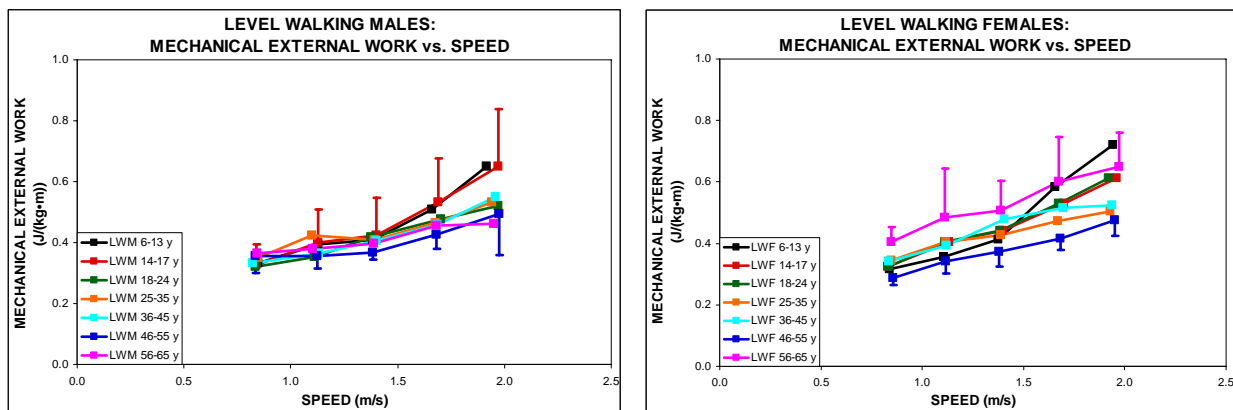 LEVEL WALKING MALES:
MECHANICAL EXTERNAL WORK vs. SPEED
MECHANICAL EXTERNAL WORK
(J/(kg•m))
1.0
0.8
0.6
0.4
0.2
0.0
LWM 6-13 y
LWM 14-17 y
LWM 18-24 y
LWM 25-35 y
LWM 36-45 y
LWM 46-55 y
LWM 56-65 y
0.0 0.5 1.0 1.5 2.0 2.5
SPEED (m/s)
LEVEL WALKING FEMALES:
MECHANICAL EXTERNAL WORK vs. SPEED
MECHANICAL EXTERNAL WORK
(J/(kg•m))
1.0
0.8
0.6
0.4
0.2
0.0
LWF 6-13 y
LWF 14-17 y
LWF 18-24 y
LWF 25-35 y
LWF 36-45 y
LWF 46-55 y
LWF 56-65 y
0.0 0.5 1.0 1.5 2.0 2.5
SPEED (m/s)